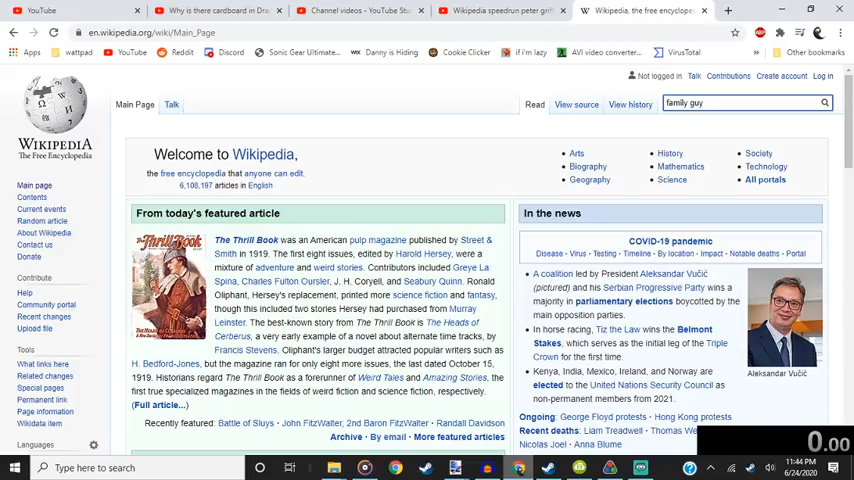 YouTube
Why is there cardboard in Dra
Channel videos - YouTube Stu
Wikipedia speedrun peter grif
Wikipedia, the free encyclopedi
en.wikipedia.org/wiki/Main_Page
Apps
wattpad
YouTube
Reddit
Discord
Sonic Gear Ultimate...
Danny is Hiding
Cookie Clicker
if i'm lazy
AVI video converter...
VirusTotal
Other bookmarks
Not logged in Talk Contributions Create account Log in
Main Page Talk
Read View source View history
family guy
WIKIPEDIA
The Free Encyclopedia
Main page
Contents
Current events
Random article
About Wikipedia
Contact us
Donate
Contribute
Help
Community portal
Recent changes
Upload file
Tools
What links here
Related changes
Special pages
Permanent link
Page information
Wikidata item
Languages
Welcome to Wikipedia,
the free encyclopedia that anyone can edit.
6,108,197 articles in English
Arts
Biography
Geography
History
Mathematics
Science
Society
Technology
All portals
From today's featured article
The Thrill Book was an American pulp magazine published by Street &
Smith in 1919. The first eight issues, edited by Harold Hersey, were a
mixture of adventure and weird stories. Contributors included Greye La
Spina, Charles Fulton Oursler, J. H. Coryell, and Seabury Quinn. Ronald
Oliphant, Hersey's replacement, printed more science fiction and fantasy,
though this included two stories Hersey had purchased from Murray
Leinster. The best-known story from The Thrill Book is The Heads of
Cerberus, a very early example of a novel about alternate time tracks, by
Francis Stevens. Oliphant's larger budget attracted popular writers such as
H. Bedford-Jones, but the magazine ran for only eight more issues, the last dated October 15,
1919. Historians regard The Thrill Book as a forerunner of Weird Tales and Amazing Stories, the
first true specialized magazines in the fields of weird fiction and science fiction, respectively.
(Full article...)
Recently featured: Battle of Sluys · John FitzWalter, 2nd Baron FitzWalter · Randall Davidson
Archive · By email · More featured articles
In the news
COVID-19 pandemic
Disease · Virus · Testing · Timeline · By location · Impact · Notable deaths · Portal
A coalition led by President Aleksandar Vučić
(pictured) and his Serbian Progressive Party wins a
majority in parliamentary elections boycotted by the
main opposition parties.
In horse racing, Tiz the Law wins the Belmont
Stakes, which serves as the initial leg of the Triple
Crown for the first time.
Kenya, India, Mexico, Ireland, and Norway are
elected to the United Nations Security Council as
non-permanent members from 2021.
Aleksandar Vučić
Ongoing: George Floyd protests · Hong Kong protests
Recent deaths: Liam Treadwell · Thomas We
Nicolas Joel · Anna Blume
0.00
Type here to search
11:44 PM
6/24/2020